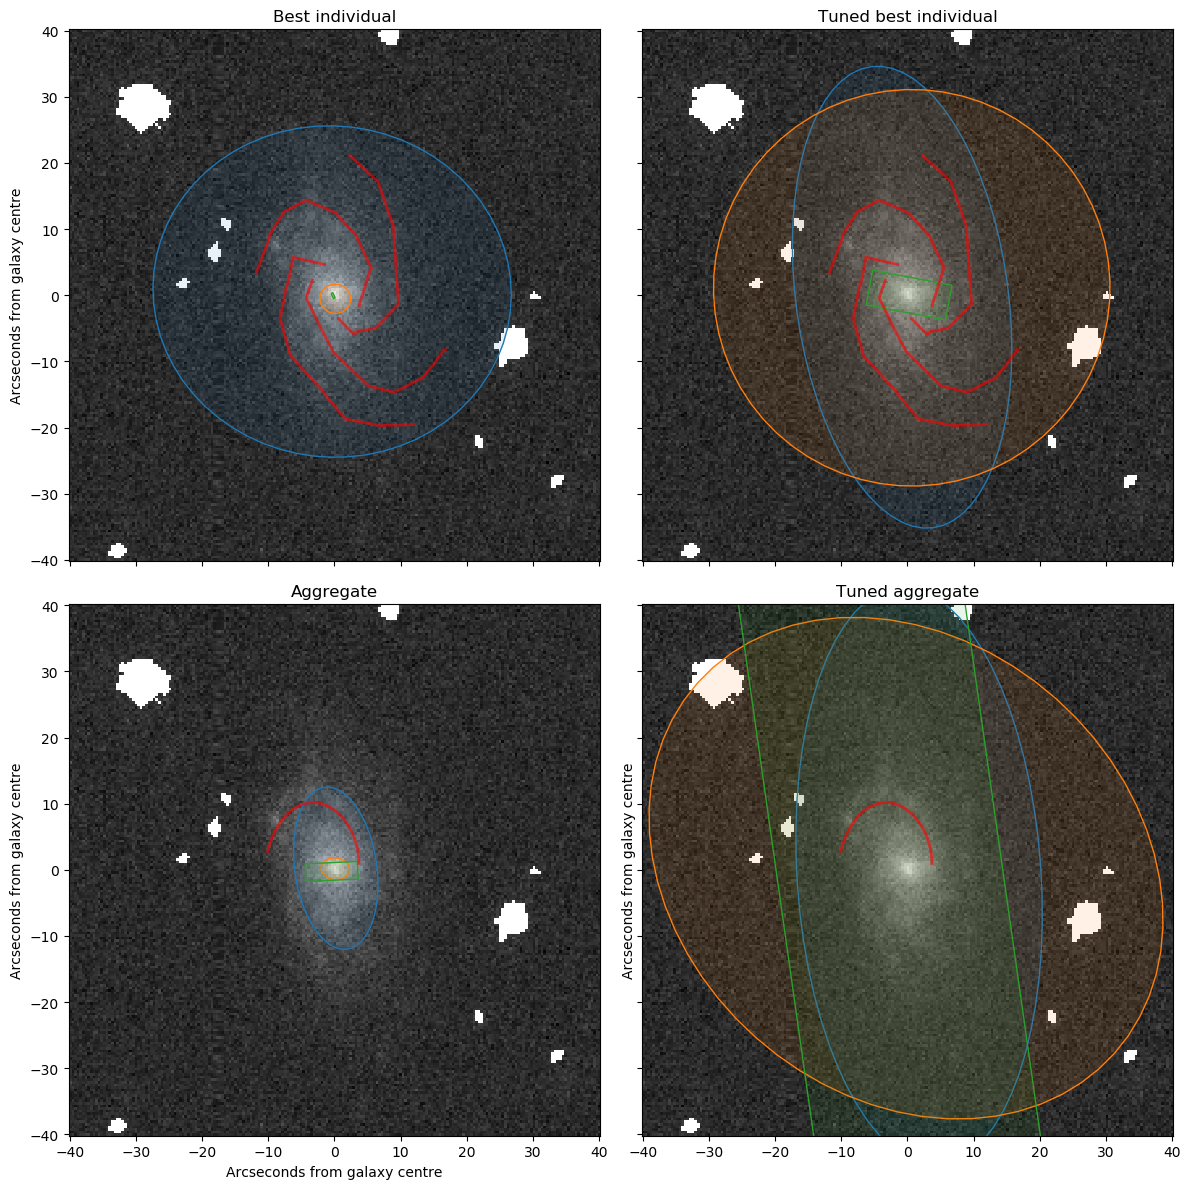 Best individual
Tuned best individual
40
30
20
10
0
−10
−20
−30
−40
Arcseconds from galaxy centre
Aggregate
Tuned aggregate
40
30
20
10
0
−10
−20
−30
−40
Arcseconds from galaxy centre
Arcseconds from galaxy centre
−40 −30 −20 −10 0 10 20 30 40
−40 −30 −20 −10 0 10 20 30 40
Arcseconds from galaxy centre